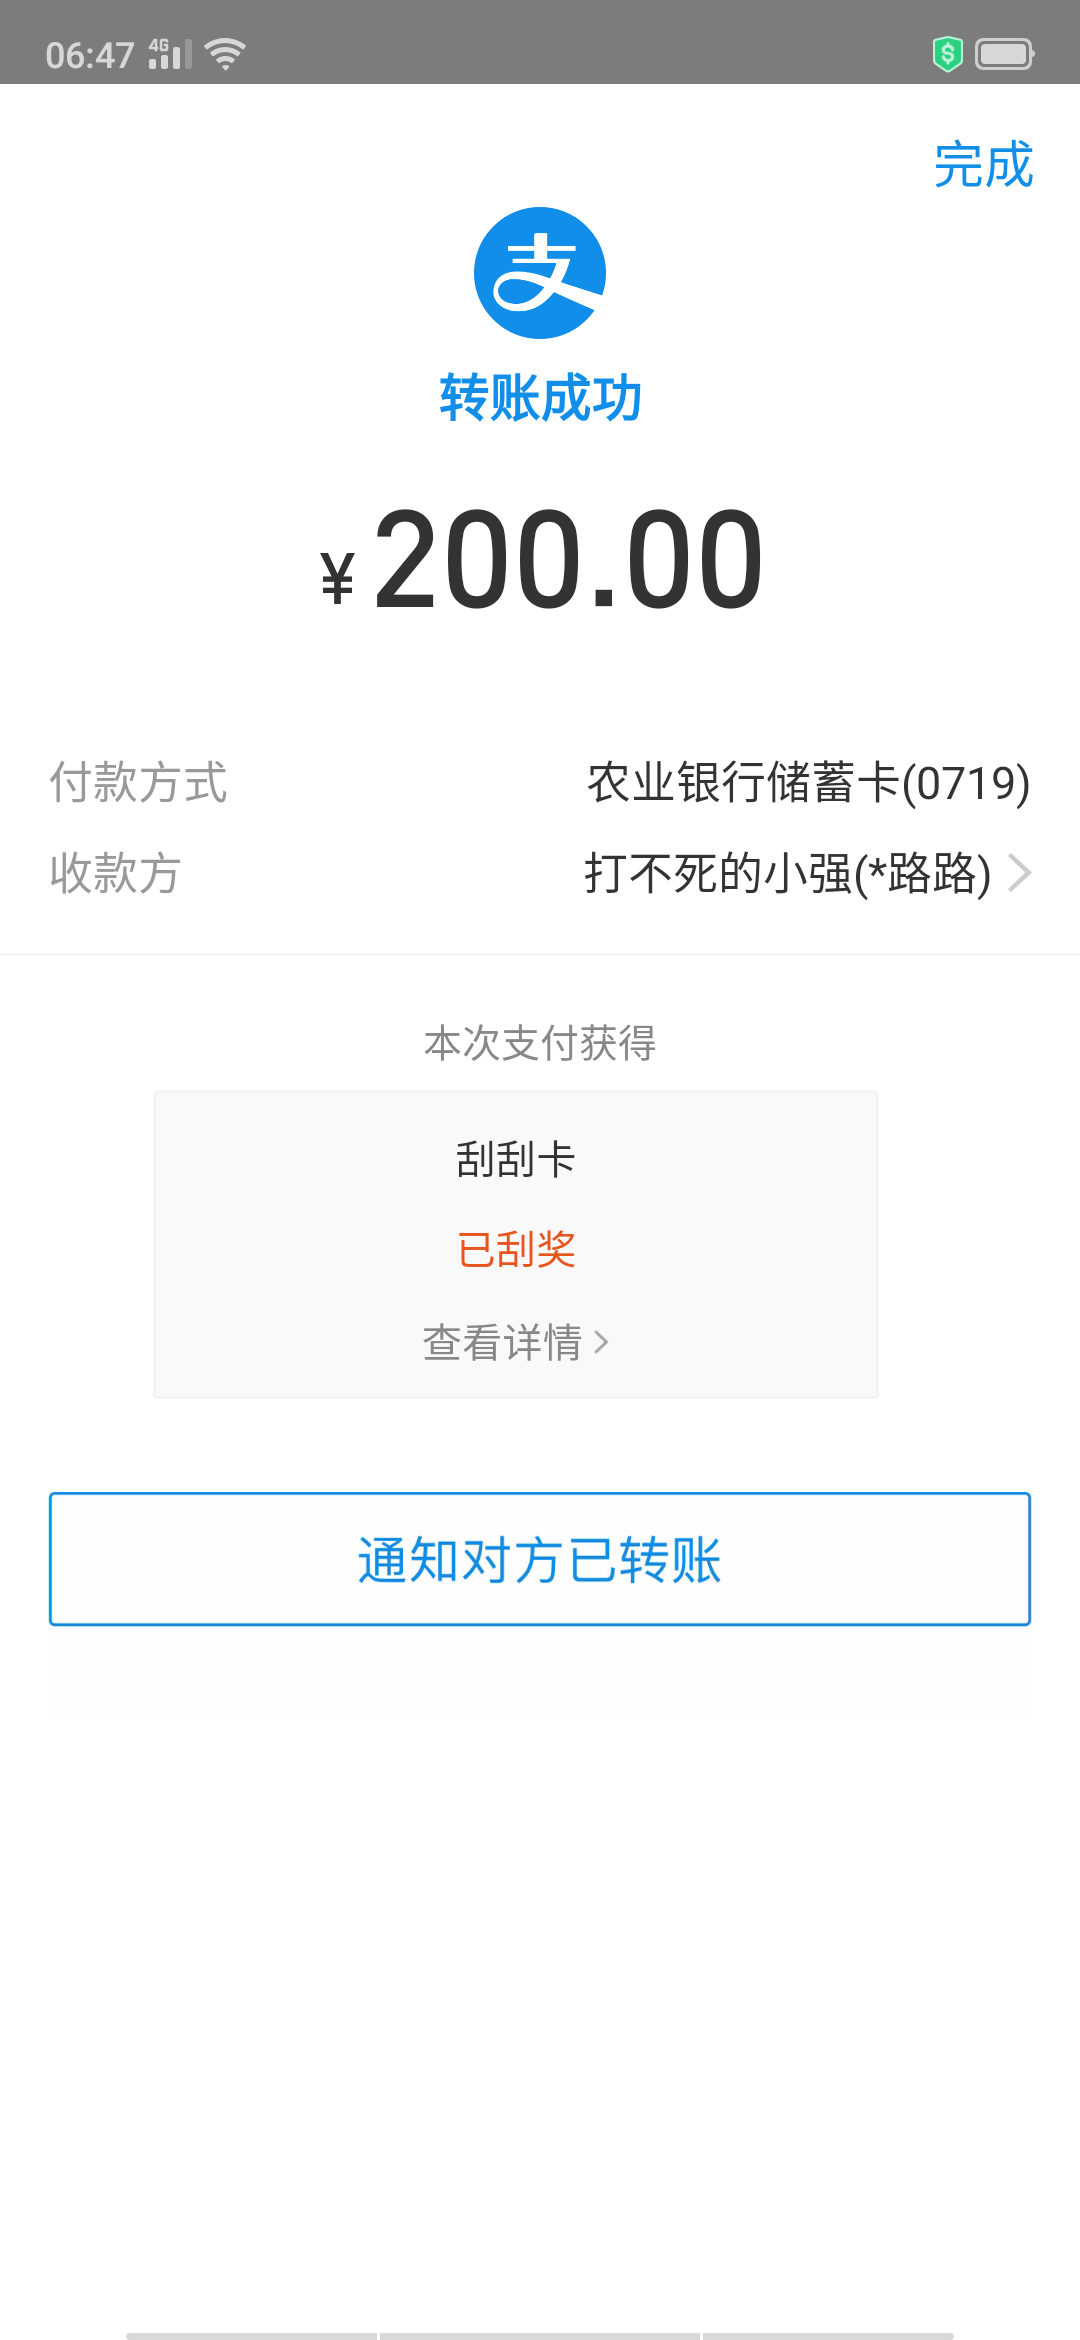 06:47 4G
完成
支
转账成功
¥200.00
付款方式 农业银行储蓄卡(0719)
收款方 打不死的小强(*路路)
本次支付获得
刮刮卡
已刮奖
查看详情
通知对方已转账